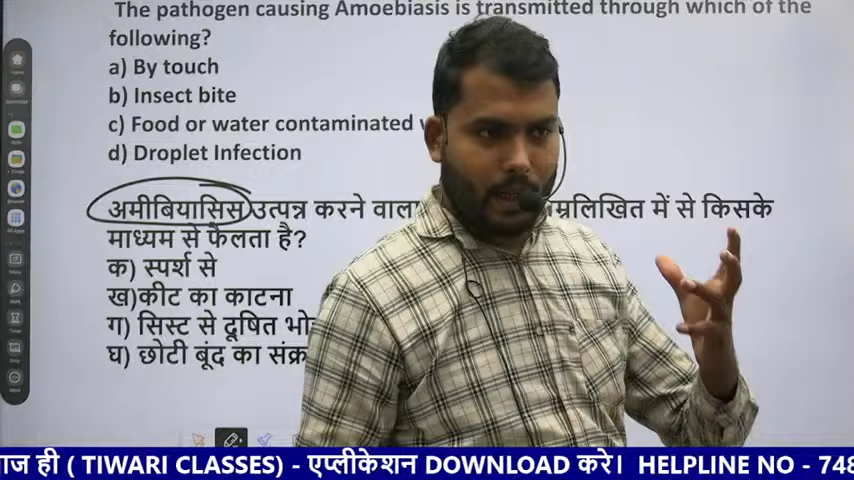 The pathogen causing Amoebiasis is transmitted through which of the
following?
a) By touch
b) Insect bite
c) Food or water contaminated
d) Droplet Infection
अमीबियासिस उत्पन्न करने वाला लिखित में से किसके
माध्यम से फैलता है?
क) स्पर्श से
ख)कीट का काटना
ग) सिस्ट से दूषित
घ) छोटी बूंद का
ही ( TIWARI CLASSES) - एप्लीकेशन DOWNLOAD करे। HELPLINE NO - 748